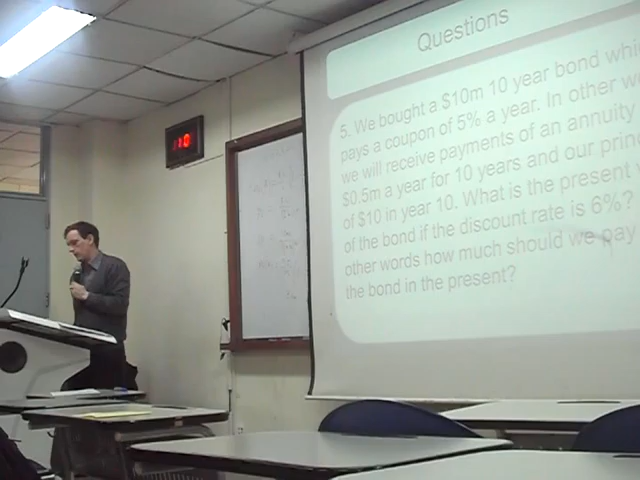 Questions
5. We bought a $10m 10 year bond whi
pays a coupon of 5% a year. In other w
we will receive payments of an annuity
$0.5m a year for 10 years and our prin
of $10 in year 10. What is the present v
of the bond if the discount rate is 6%?
other words how much should we pay
the bond in the present?